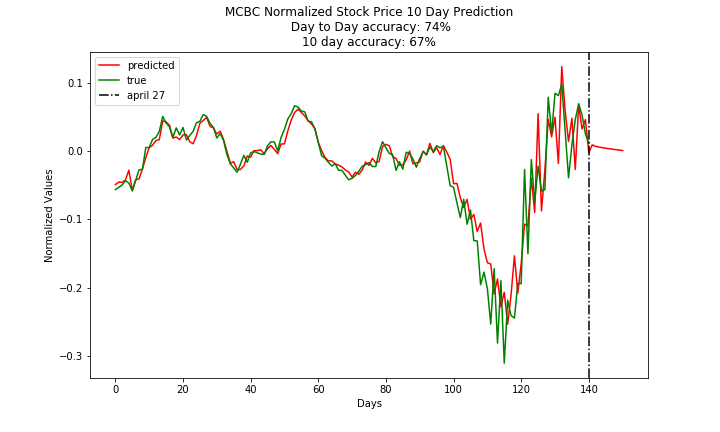 MCBC Normalized Stock Price 10 Day Prediction
Day to Day accuracy: 74%
10 day accuracy: 67%
predicted
true
april 27
Normalized Values
0.1
0.0
−0.1
−0.2
−0.3
0 20 40 60 80 100 120 140
Days